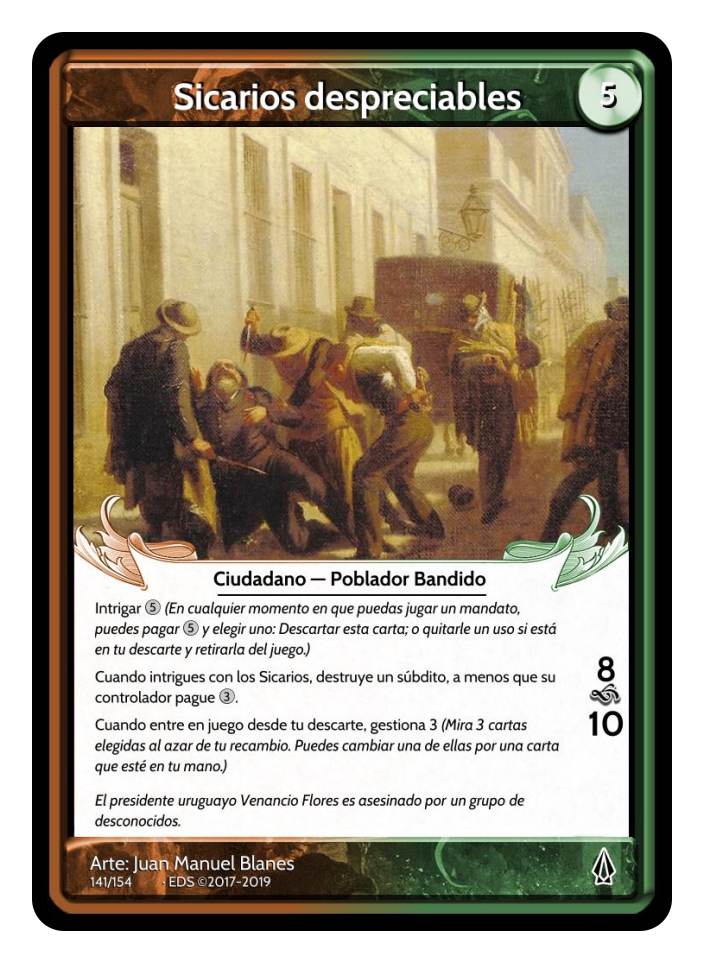 Sicarios despreciables
5
Ciudadano — Poblador Bandido
Intrigar 5 (En cualquier momento en que puedas jugar un mandato,
puedes pagar 5 y elegir uno: Descartar esta carta; o quitarle un uso si está
en tu descarte y retirarla del juego.)
Cuando intrigues con los Sicarios, destruye un súbdito, a menos que su
controlador pague 3.
Cuando entre en juego desde tu descarte, gestiona 3 (Mira 3 cartas
elegidas al azar de tu recambio. Puedes cambiar una de ellas por una carta
que esté en tu mano.)
El presidente uruguayo Venancio Flores es asesinado por un grupo de
desconocidos.
8
10
Arte: Juan Manuel Blanes
141/154 · EDS ©2017-2019